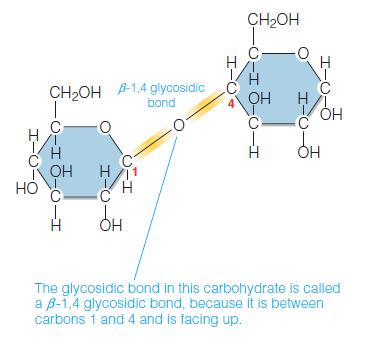 CH₂OH
C O
H H
H
C C
4 OH H
OH
C C
H OH
β-1,4 glycosidic
bond
O
CH₂OH
C O
H
H
C C
OH H 1
HO H
C C
H OH
The glycosidic bond in this carbohydrate is called
a β-1,4 glycosidic bond, because it is between
carbons 1 and 4 and is facing up.